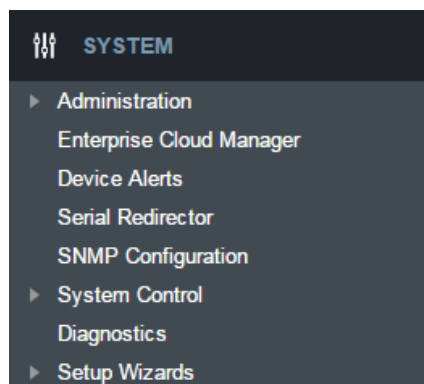 SYSTEM
Administration
Enterprise Cloud Manager
Device Alerts
Serial Redirector
SNMP Configuration
System Control
Diagnostics
Setup Wizards